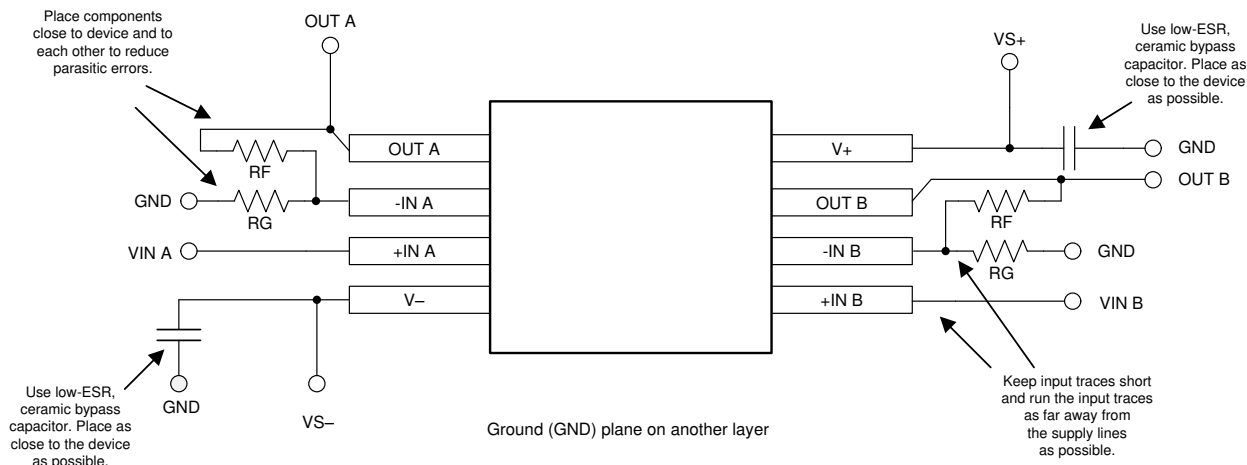 Place components
close to device and to
each other to reduce
parasitic errors.
OUT A
VS+
Use low-ESR,
ceramic bypass
capacitor. Place as
close to the device
as possible.
OUT A
V+
GND
RF
OUT B
GND
-IN A
OUT B
RG
RF
VIN A
+IN A
-IN B
GND
RG
V–
+IN B
VIN B
Use low-ESR,
ceramic bypass
capacitor. Place as
close to the device
as possible.
GND
VS–
Ground (GND) plane on another layer
Keep input traces short
and run the input traces
as far away from
the supply lines
as possible.